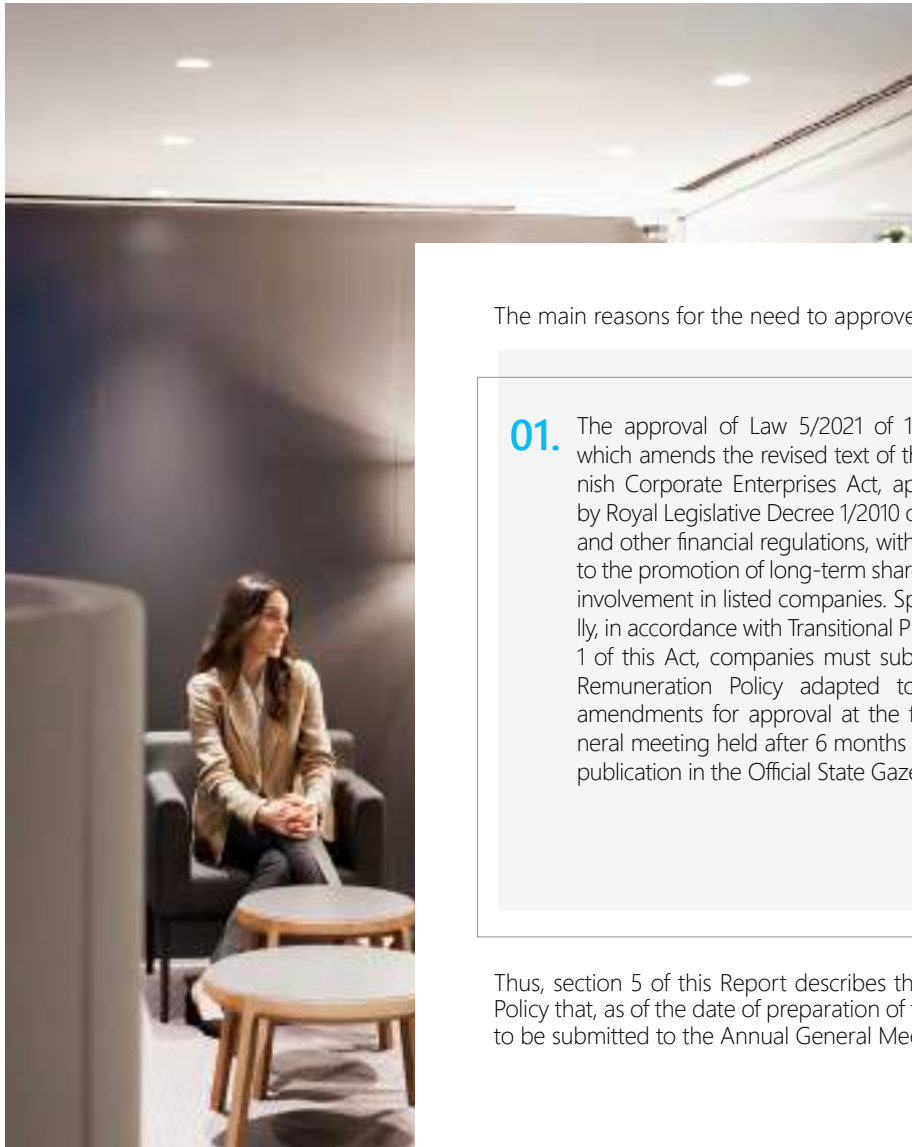 The main reasons for the need to approve
01.
The approval of Law 5/2021 of 1
which amends the revised text of th
nish Corporate Enterprises Act, ap
by Royal Legislative Decree 1/2010 o
and other financial regulations, with
to the promotion of long-term share
involvement in listed companies. Sp
lly, in accordance with Transitional P
1 of this Act, companies must sub
Remuneration Policy adapted to
amendments for approval at the f
neral meeting held after 6 months
publication in the Official State Gaze
Thus, section 5 of this Report describes th
Policy that, as of the date of preparation of t
to be submitted to the Annual General Mee